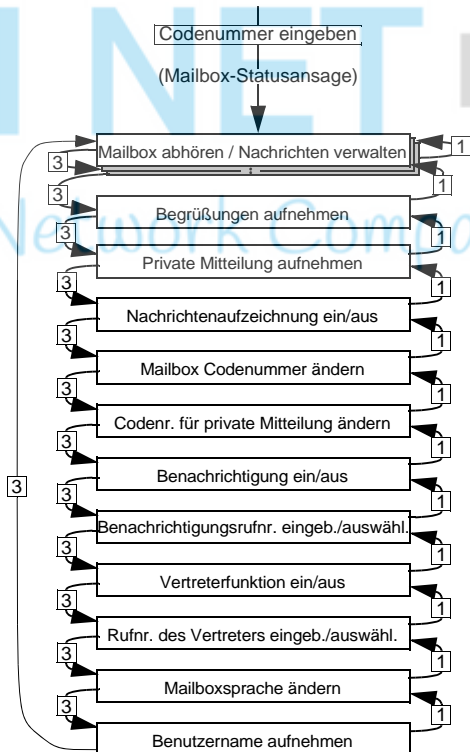 I NET
Codenummer eingeben
(Mailbox-Statusansage)
1
Mailbox abhören / Nachrichten verwalten
3
1
3
Begrüßungen aufnehmen
Network Compa
1
3
Private Mitteilung aufnehmen
1
3
Nachrichtenaufzeichnung ein/aus
1
3
Mailbox Codenummer ändern
1
3
Codenr. für private Mitteilung ändern
1
3
Benachrichtigung ein/aus
1
3
3
Benachrichtigungsrufnr. eingeb./auswähl.
1
3
Vertreterfunktion ein/aus
1
3
Rufnr. des Vertreters eingeb./auswähl.
1
3
Mailboxsprache ändern
1
3
Benutzername aufnehmen